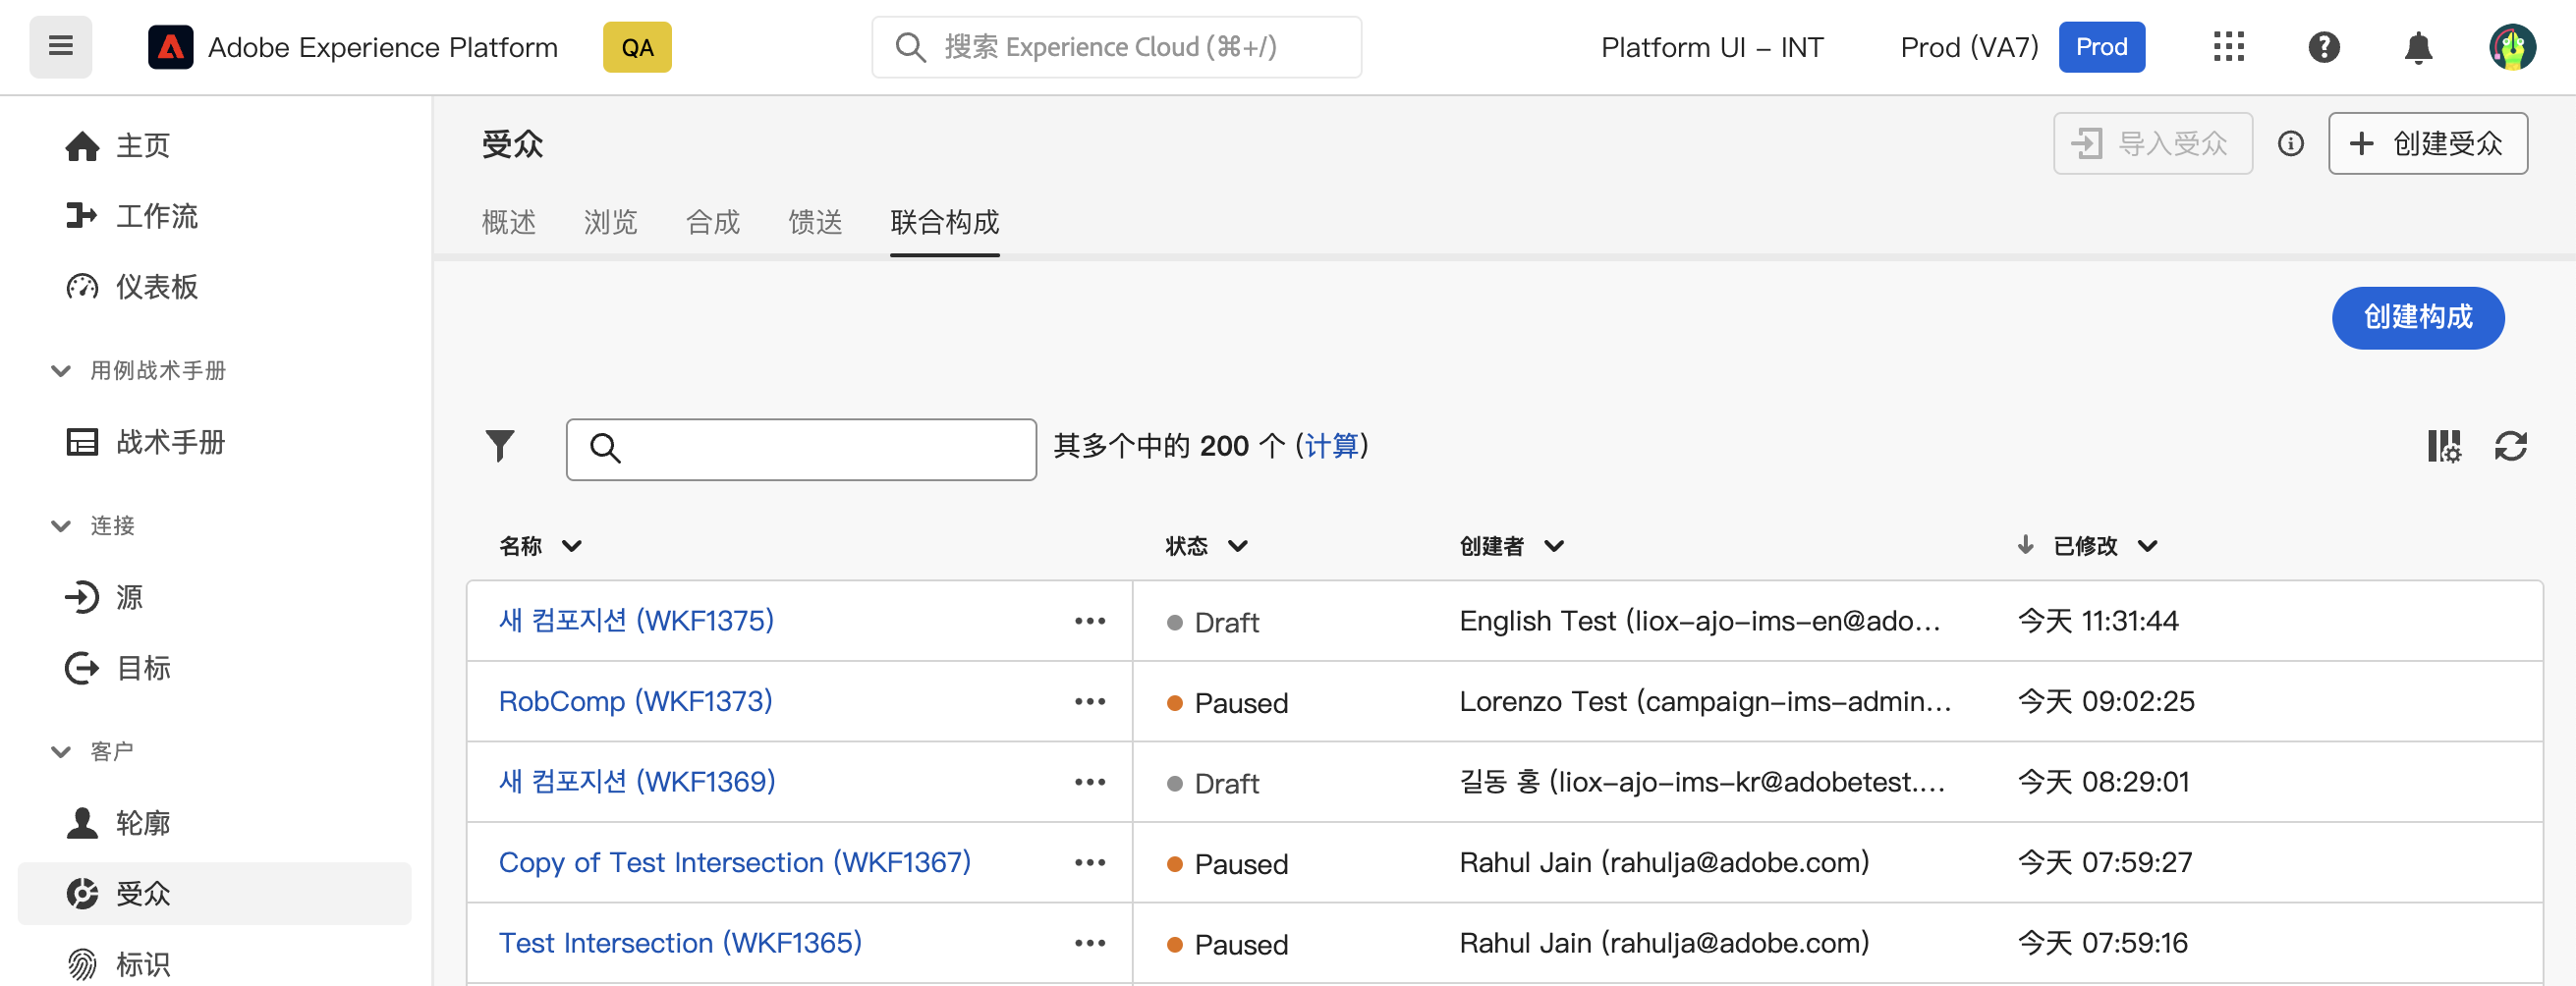 Adobe Experience Platform
QA
搜索 Experience Cloud (⌘+/)
Platform UI – INT
Prod (VA7)
Prod
主页
工作流
仪表板
用例战术手册
战术手册
连接
源
目标
客户
轮廓
受众
标识
受众
导入受众
创建受众
概述
浏览
合成
馈送
联合构成
创建构成
其多个中的 200 个 (计算)
名称
状态
创建者
已修改
새 컴포지션 (WKF1375)
Draft
English Test (liox-ajo-ims-en@ado...
今天 11:31:44
RobComp (WKF1373)
Paused
Lorenzo Test (campaign-ims-admin...
今天 09:02:25
새 컴포지션 (WKF1369)
Draft
길동 홍 (liox-ajo-ims-kr@adobetest....
今天 08:29:01
Copy of Test Intersection (WKF1367)
Paused
Rahul Jain (rahulja@adobe.com)
今天 07:59:27
Test Intersection (WKF1365)
Paused
Rahul Jain (rahulja@adobe.com)
今天 07:59:16